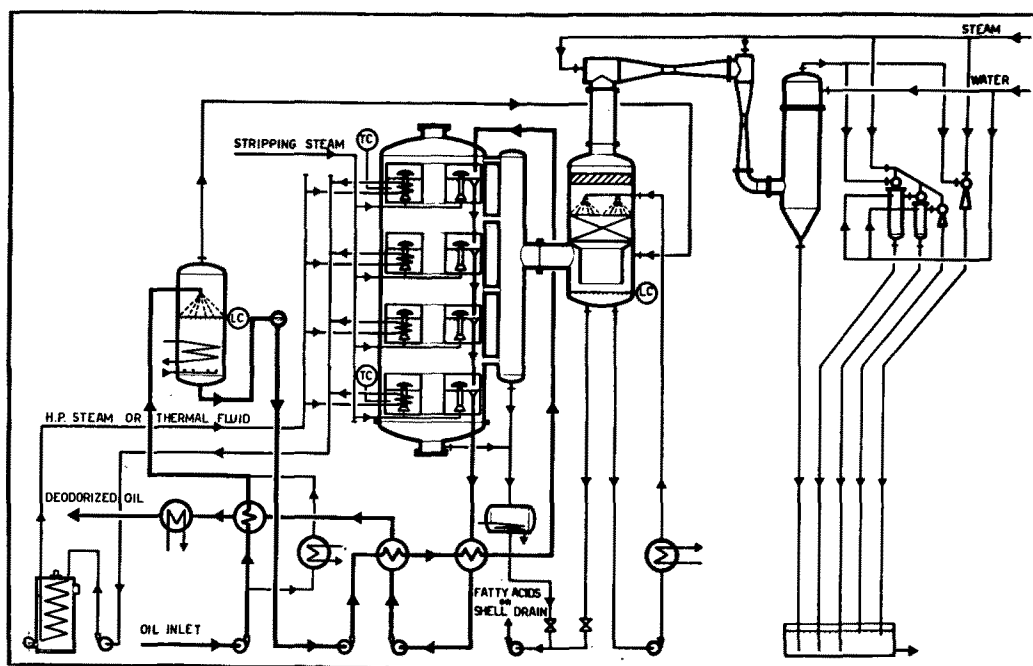 STEAM
WATER
TC
STRIPPING STEAM
LC
LC
TC
H.P. STEAM OR THERMAL FLUID
DEODORIZED OIL
FATTY ACIDS
OR
SHELL DRAIN
OIL INLET